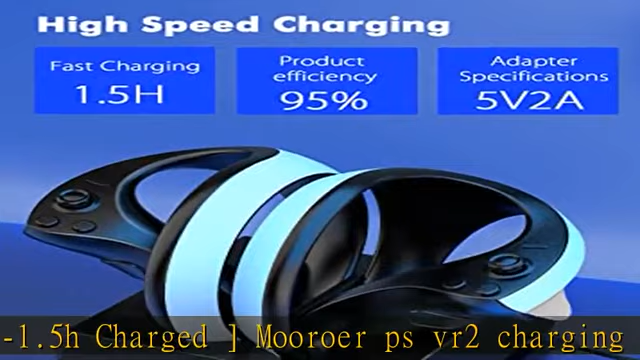 High Speed Charging
Fast Charging
1.5H
Product
efficiency
95%
Adapter
Specifications
5V2A
-1.5h Charged ] Mooroer ps vr2 charging